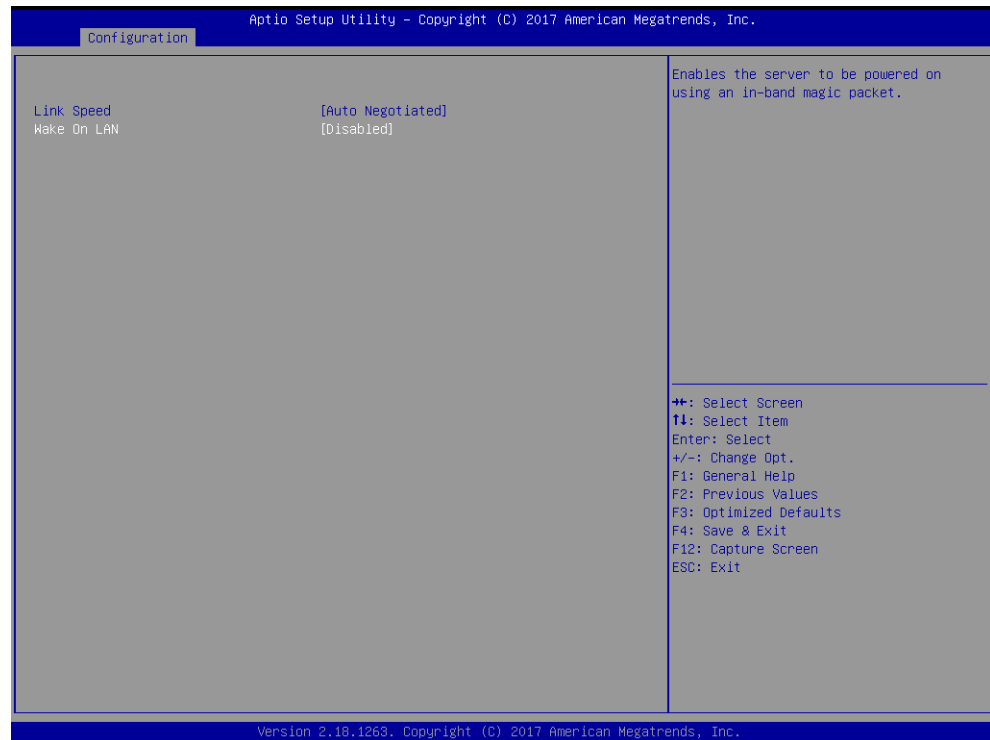 Aptio Setup Utility – Copyright (C) 2017 American Megatrends, Inc.
Configuration
Link Speed [Auto Negotiated]
Wake On LAN [Disabled]
Enables the server to be powered on
using an in-band magic packet.
→←: Select Screen
↑↓: Select Item
Enter: Select
+/-: Change Opt.
F1: General Help
F2: Previous Values
F3: Optimized Defaults
F4: Save & Exit
F12: Capture Screen
ESC: Exit
Version 2.18.1263. Copyright (C) 2017 American Megatrends, Inc.